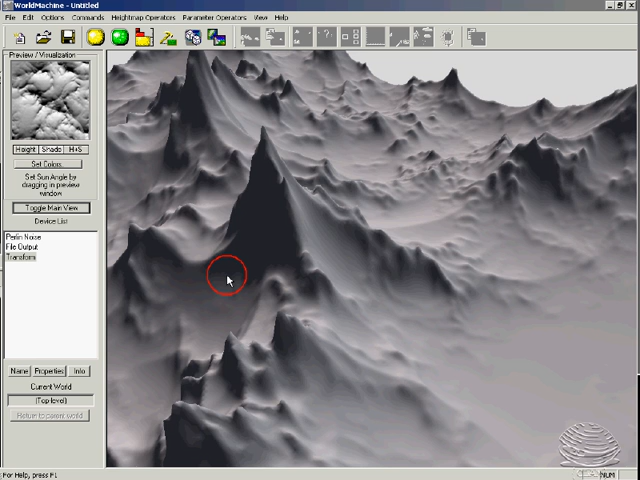 WorldMachine - Untitled
File Edit Options Commands Heightmap Operators Parameter Operators View Help
Preview / Visualization
Height Shade H+S
Set Colors..
Set Sun Angle by
dragging in preview
window
Toggle Main View
Device List
Perlin Noise
File Output
Transform
Name Properties Info
Current World
(Top level)
Return to parent world
For Help, press F1
NUM